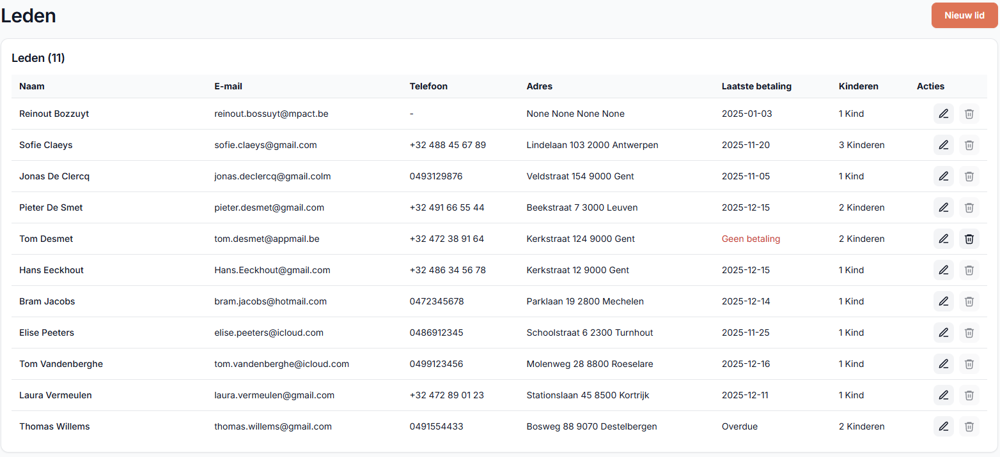 Leden
Nieuw lid
Leden (11)
Naam E-mail Telefoon Adres Laatste betaling Kinderen Acties
Reinout Bozzuyt reinout.bossuyt@mpact.be - None None None None 2025-01-03 1 Kind
Sofie Claeys sofie.claeys@gmail.com +32 488 45 67 89 Lindelaan 103 2000 Antwerpen 2025-11-20 3 Kinderen
Jonas De Clercq jonas.declercq@gmail.colm 0493129876 Veldstraat 154 9000 Gent 2025-11-05 1 Kind
Pieter De Smet pieter.desmet@gmail.com +32 491 66 55 44 Beekstraat 7 3000 Leuven 2025-12-15 2 Kinderen
Tom Desmet tom.desmet@appmail.be +32 472 38 91 64 Kerkstraat 124 9000 Gent Geen betaling 2 Kinderen
Hans Eeckhout Hans.Eeckhout@gmail.com +32 486 34 56 78 Kerkstraat 12 9000 Gent 2025-12-15 1 Kind
Bram Jacobs bram.jacobs@hotmail.com 0472345678 Parklaan 19 2800 Mechelen 2025-12-14 1 Kind
Elise Peeters elise.peeters@icloud.com 0486912345 Schoolstraat 6 2300 Turnhout 2025-11-25 1 Kind
Tom Vandenberghe tom.vandenberghe@icloud.com 0499123456 Molenweg 28 8800 Roeselare 2025-12-16 1 Kind
Laura Vermeulen laura.vermeulen@gmail.com +32 472 89 01 23 Stationslaan 45 8500 Kortrijk 2025-12-11 1 Kind
Thomas Willems thomas.willems@gmail.com 0491554433 Bosweg 88 9070 Destelbergen Overdue 2 Kinderen